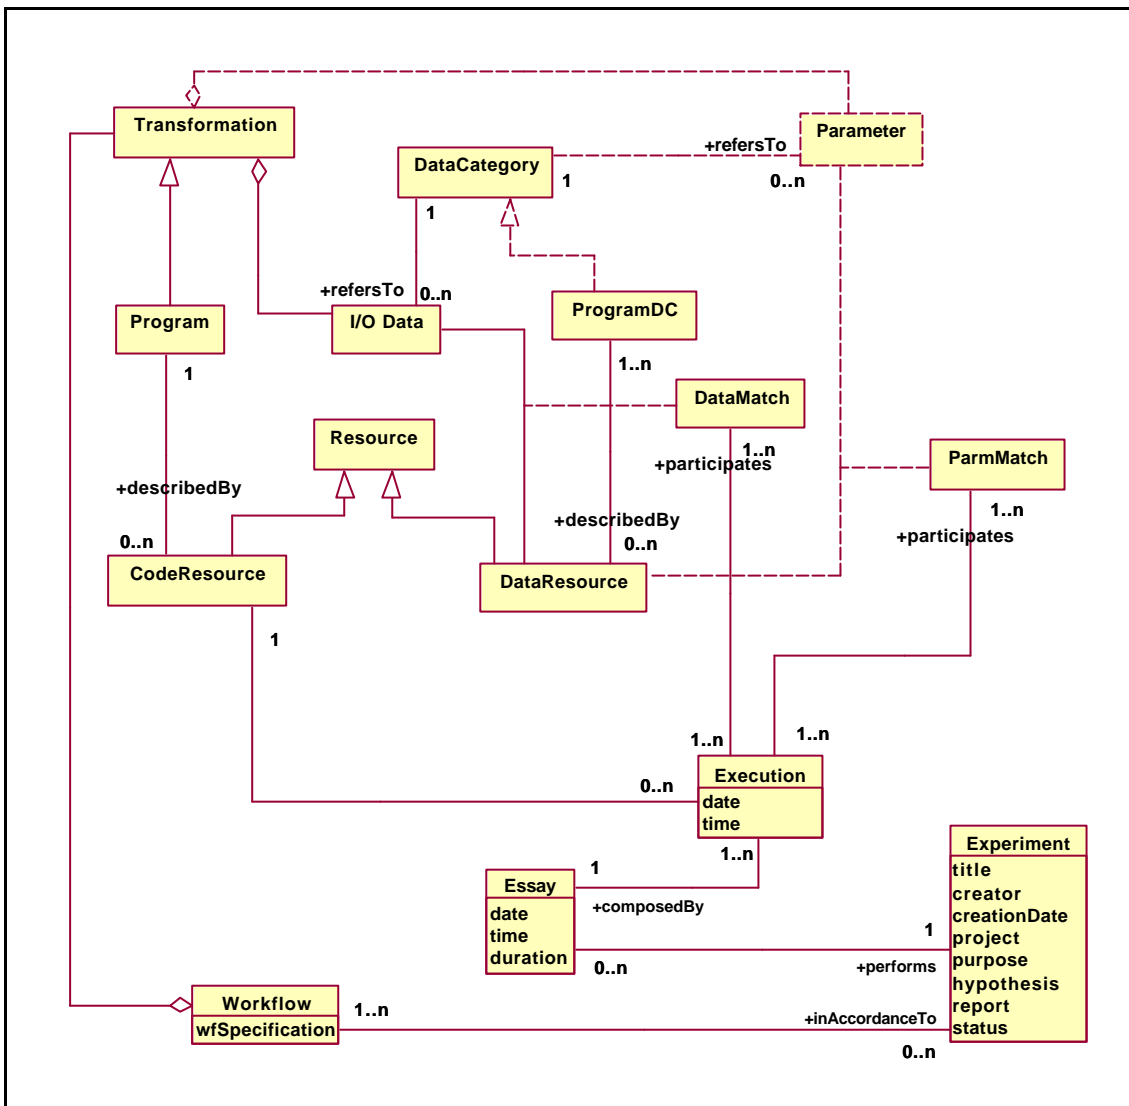 Transformation
Parameter
+refersTo
DataCategory
1
0..n
1
+refersTo
0..n
Program
I/O Data
ProgramDC
1
1..n
DataMatch
Resource
1..n
ParmMatch
+participates
+describedBy
1..n
+describedBy
+participates
0..n
0..n
CodeResource
DataResource
1
1..n
1..n
Execution
0..n
date
time
1..n
Experiment
1
title
Essay
creator
+composedBy
date
creationDate
time
1
project
duration
purpose
0..n
+performs
hypothesis
Workflow
1..n
report
+inAccordanceTo
status
wfSpecification
0..n